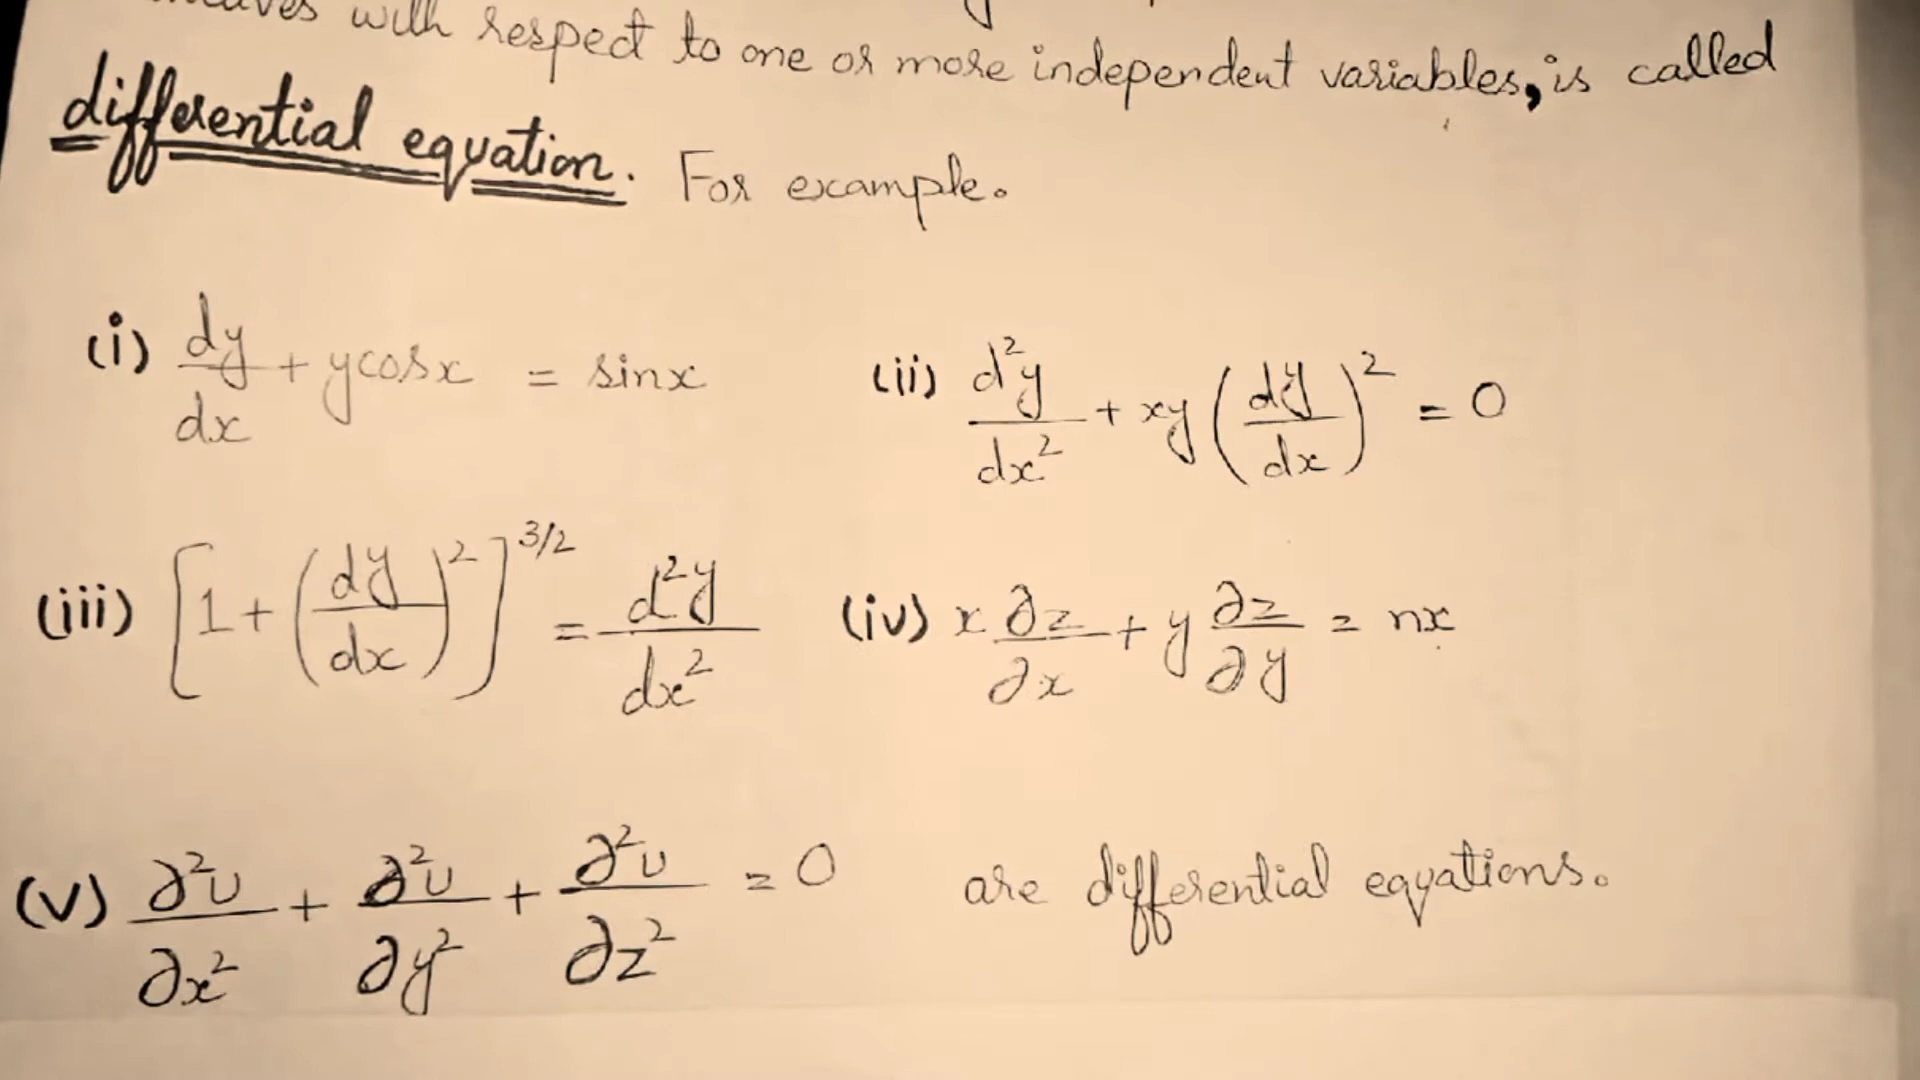 with respect to one or more independent variables, is called
differential equation. For example.
(i) dy/dx + ycosx = sinx (ii) d²y/dx² + xy(dy/dx)² = 0
(iii) [1+(dy/dx)²]^3/2 = d²y/dx² (iv) x ∂z/∂x + y ∂z/∂y = nx
(v) ∂²u/∂x² + ∂²u/∂y² + ∂²u/∂z² = 0 are differential equations.